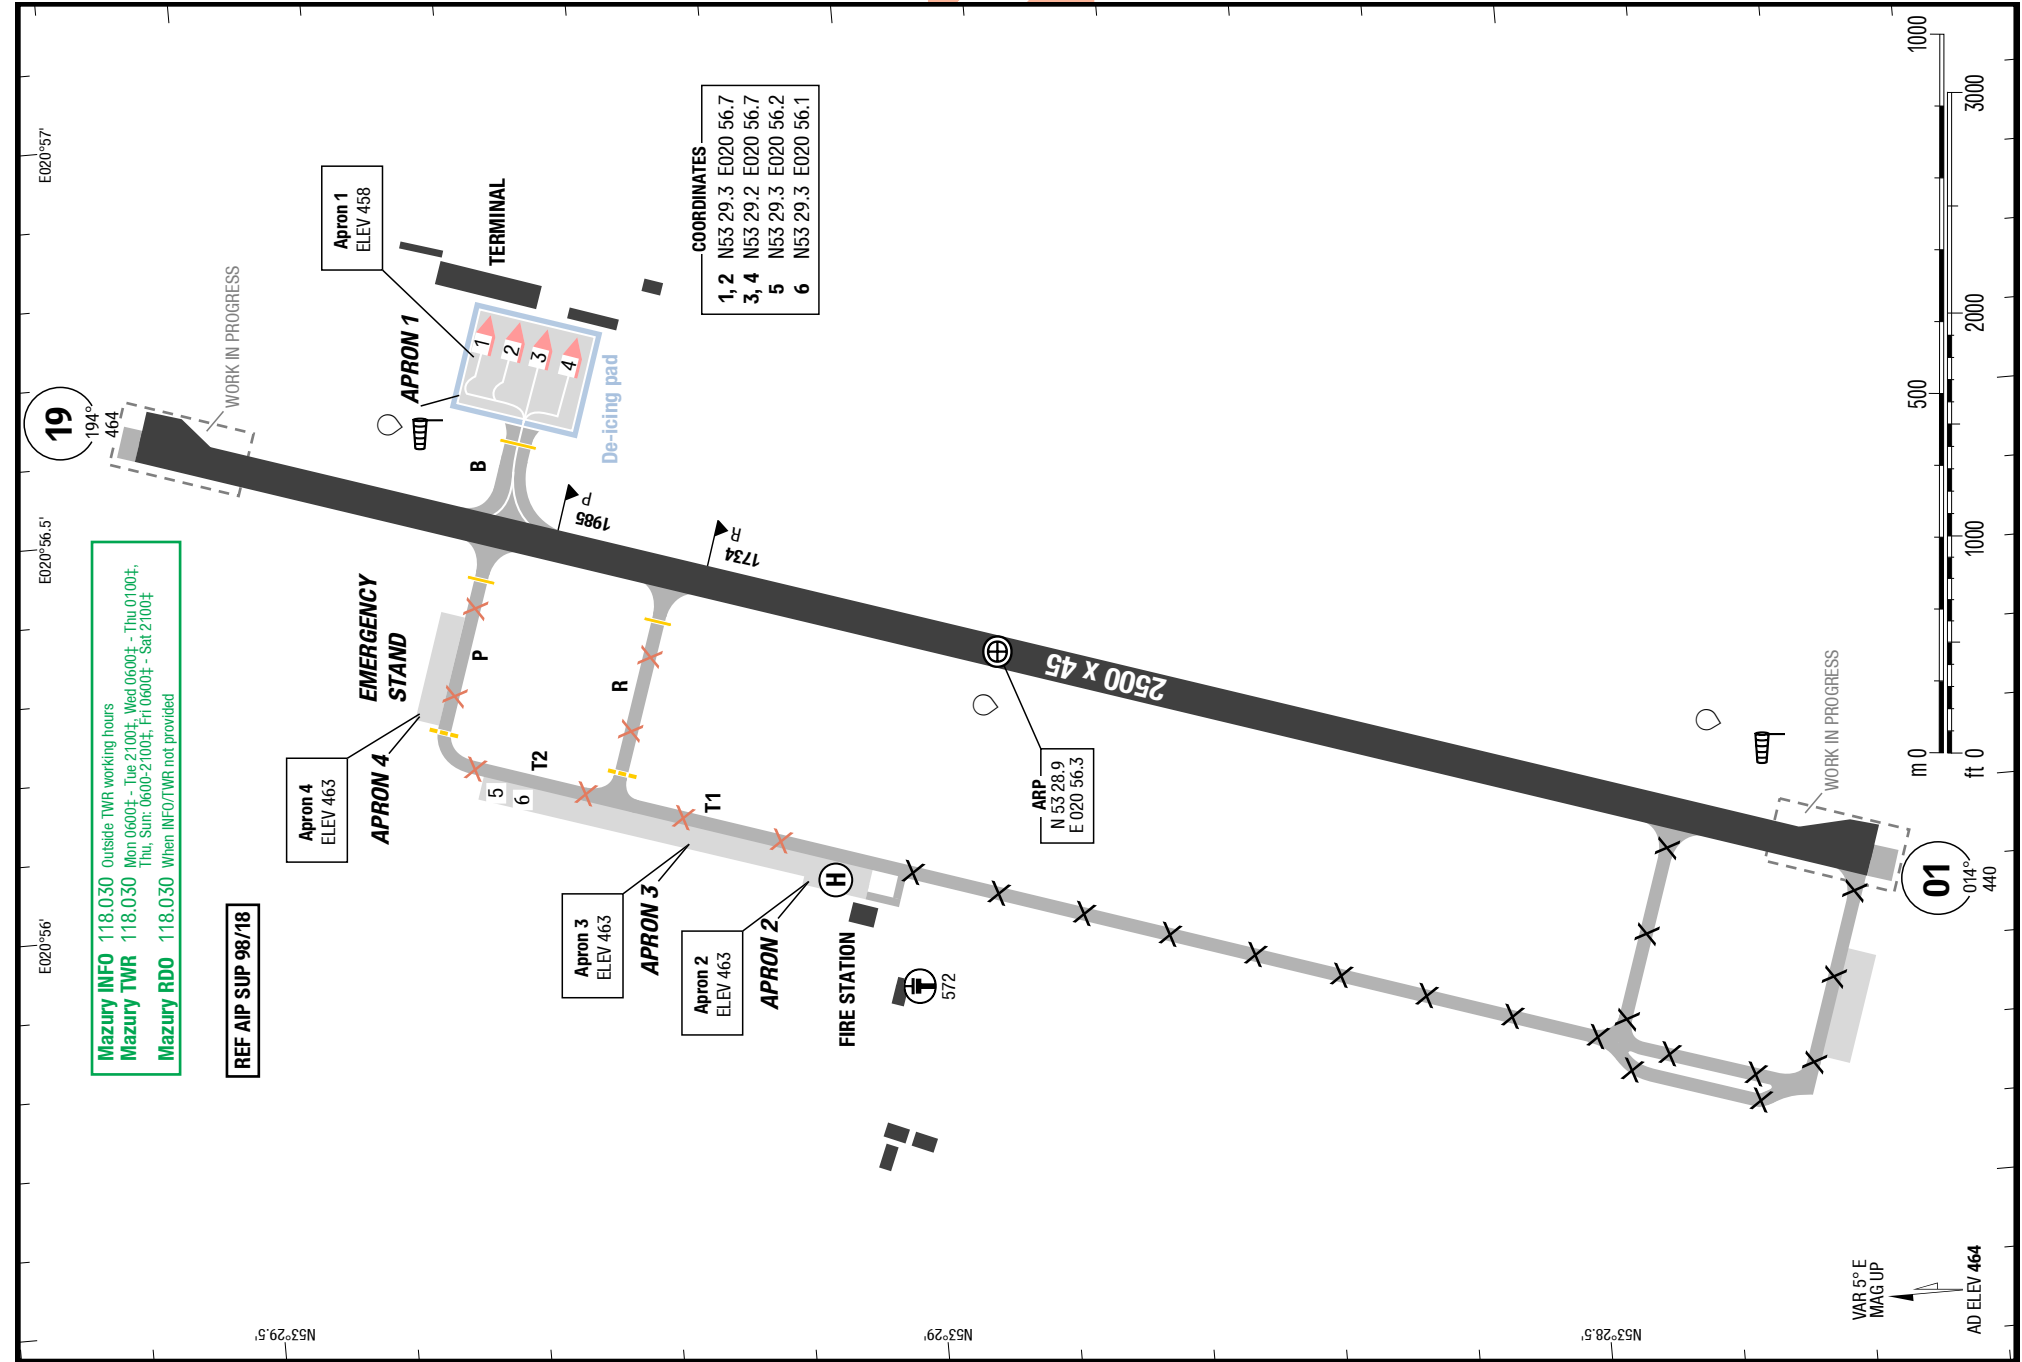 Mazury INFO 118.030 Outside TWR working hours
Mazury TWR 118.030 Mon 0600‡ - Tue 2100‡, Wed 0600‡ - Thu 0100‡,
Thu, Sun: 0600-2100‡, Fri 0600‡ - Sat 2100‡
Mazury RDO 118.030 When INFO/TWR not provided
REF AIP SUP 98/18
E020°56'
E020°56.5'
E020°57'
N53°29.5'
N53°29'
N53°28.5'
19
194°
464
WORK IN PROGRESS
Apron 1
ELEV 458
TERMINAL
APRON 1
1
2
3
4
De-icing pad
B
COORDINATES
1, 2 N53 29.3 E020 56.7
3, 4 N53 29.2 E020 56.7
5 N53 29.3 E020 56.2
6 N53 29.3 E020 56.1
P
1985
R
1734
EMERGENCY
STAND
P
R
Apron 4
ELEV 463
APRON 4
T2
5
6
T1
Apron 3
ELEV 463
APRON 3
Apron 2
ELEV 463
APRON 2
H
FIRE STATION
T
572
2500 x 45
ARP
N 53 28.9
E 020 56.3
WORK IN PROGRESS
01
014°
440
m 0
500
1000
ft 0
1000
2000
3000
VAR 5° E
MAG UP
AD ELEV 464